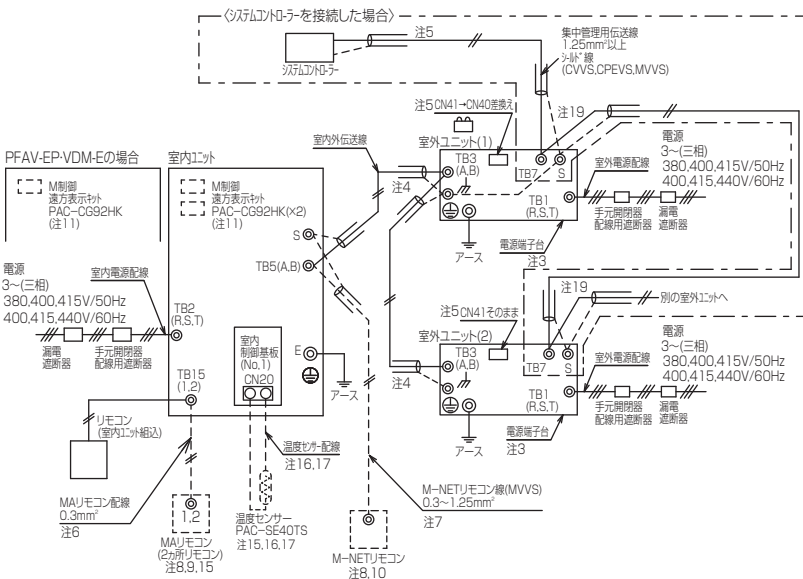 〈システムコントローラーを接続した場合〉
注5
システムコントローラー
集中管理用伝送線
1.25mm²以上
シールド線
(CVVS,CPEVS,MVVS)
注5 CN41→CN40差換え
注19
室内外伝送線
室外ユニット(1)
TB3
(A,B)
TB7
S
注4
TB1
(R,S,T)
電源端子台
注3
アース
電源
3～(三相)
380,400,415V/50Hz
400,415,440V/60Hz
室外電源配線
手元開閉器
配線用遮断器
漏電
遮断器
PFAV-EP･VDM-Eの場合
M制御
遠方表示キット
PAC-CG92HK
(注11)
室内ユニット
M制御
遠方表示キット
PAC-CG92HK(×2)
(注11)
S
TB5(A,B)
電源
3～(三相)
380,400,415V/50Hz
400,415,440V/60Hz
室内電源配線
TB2
(R,S,T)
漏電
遮断器
手元開閉器
配線用遮断器
TB15
(1,2)
室内
制御基板
(No.1)
CN20
E
アース
注19
別の室外ユニットへ
注5 CN41そのまま
室外ユニット(2)
TB3
(A,B)
TB7
S
注4
TB1
(R,S,T)
電源端子台
注3
アース
電源
3～(三相)
380,400,415V/50Hz
400,415,440V/60Hz
室外電源配線
手元開閉器
配線用遮断器
漏電
遮断器
リモコン
(室内ユニット組込)
MAリモコン配線
0.3mm²
注6
1,2
MAリモコン
(2ヵ所リモコン)
注8,9,15
温度センサー配線
注16,17
温度センサー
PAC-SE40TS
注15,16,17
M-NETリモコン線(MVVS)
0.3～1.25mm²
注7
M-NETリモコン
注8,10